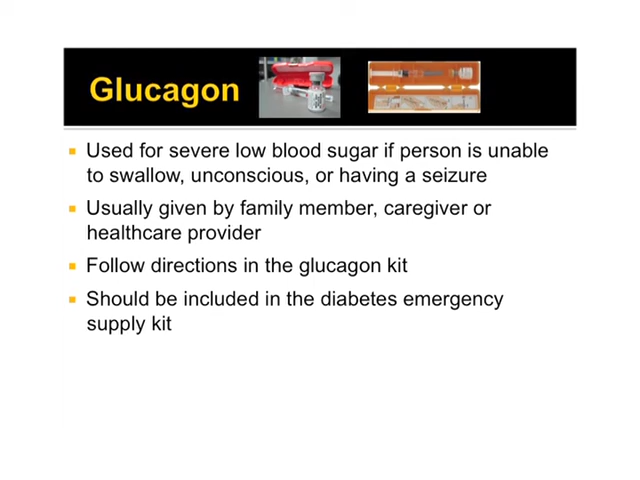 Glucagon
▪ Used for severe low blood sugar if person is unable
to swallow, unconscious, or having a seizure
▪ Usually given by family member, caregiver or
healthcare provider
▪ Follow directions in the glucagon kit
▪ Should be included in the diabetes emergency
supply kit